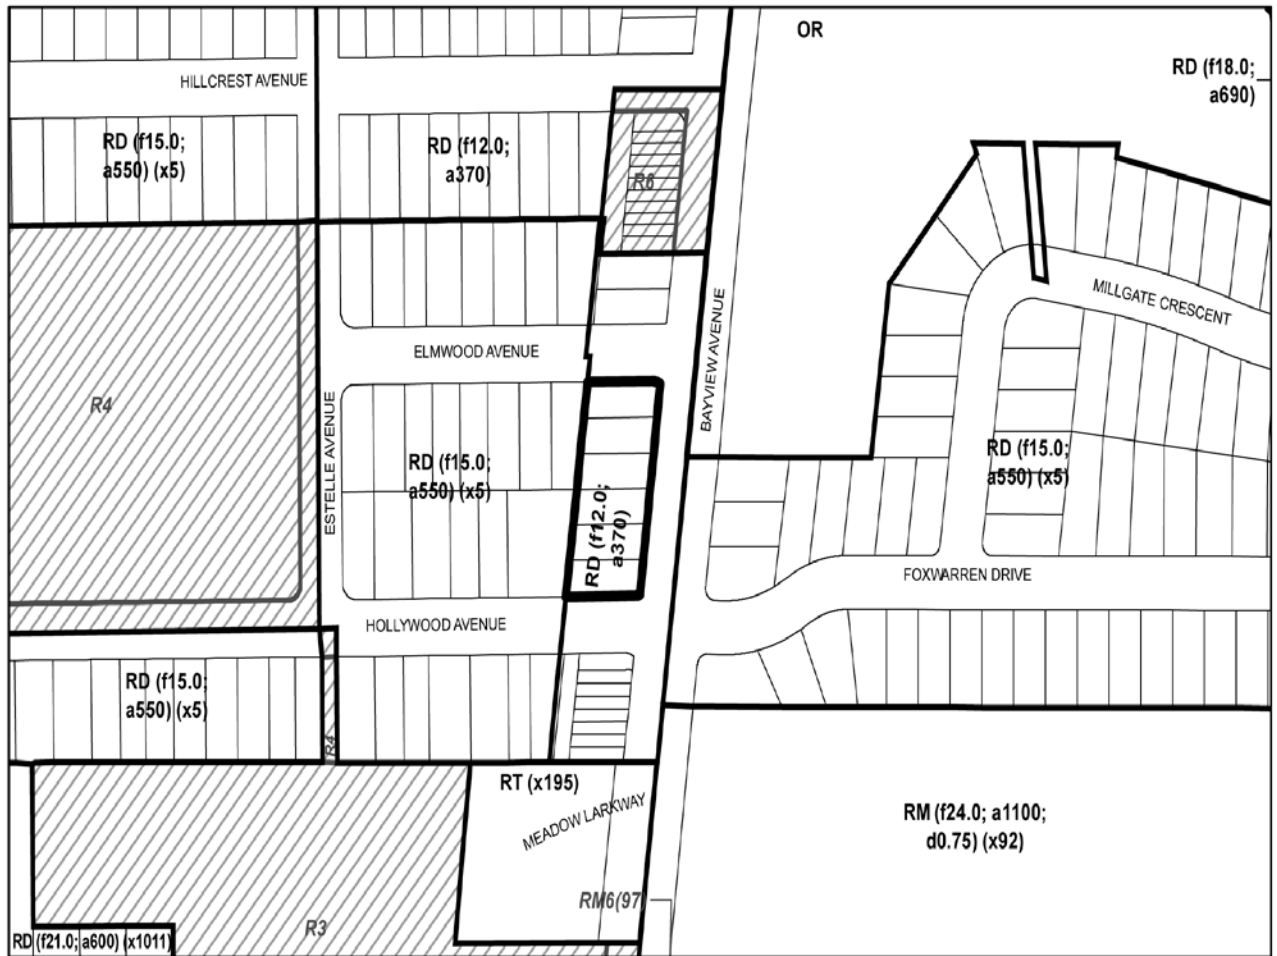 OR
RD (f18.0;
a690)
HILLCREST AVENUE
RD (f15.0;
a550) (x5)
RD (f12.0;
a370)
R6
MILLGATE CRESCENT
BAYVIEW AVENUE
ELMWOOD AVENUE
R4
ESTELLE AVENUE
RD (f15.0;
a550) (x5)
RD (f15.0;
a550) (x5)
RD (f12.0;
a370)
FOXWARREN DRIVE
HOLLYWOOD AVENUE
RD (f15.0;
a550) (x5)
R4
RT (x195)
MEADOW LARKWAY
RM (f24.0; a1100;
d0.75) (x92)
RM6(97)
R3
RD (f21.0; a600) (x1011)